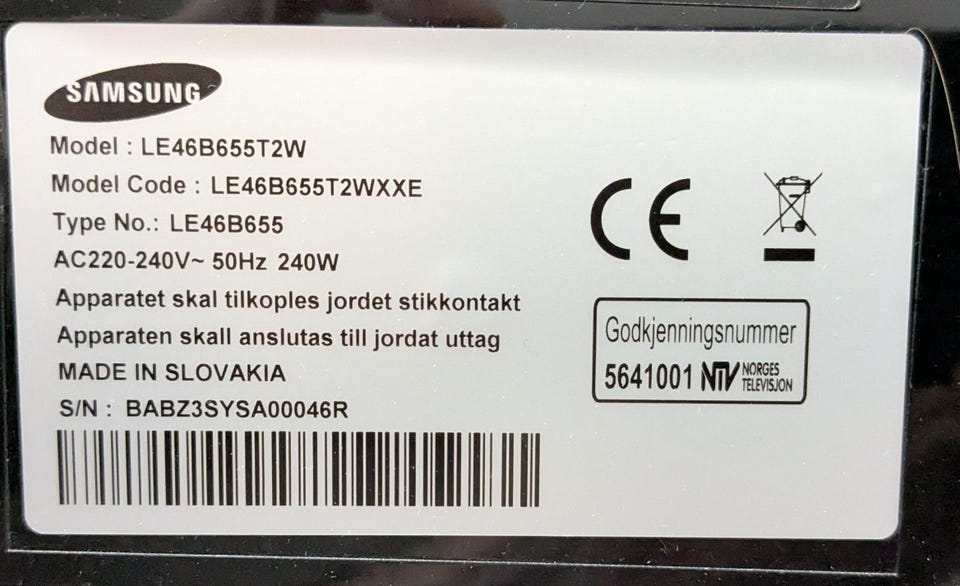 SAMSUNG
Model : LE46B655T2W
Model Code : LE46B655T2WXXE
Type No.: LE46B655
AC220-240V~ 50Hz 240W
Apparatet skal tilkoples jordet stikkontakt
Apparaten skall anslutas till jordat uttag
MADE IN SLOVAKIA
S/N : BABZ3SYSA00046R
CE
Godkjenningsnummer
5641001 NTV NORGES
TELEVISJON